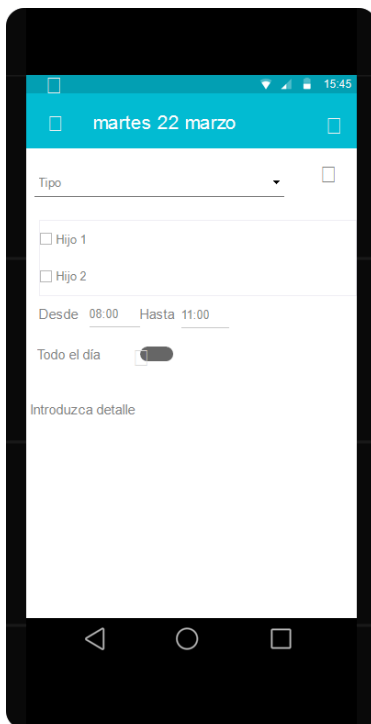 15:45
martes 22 marzo
Tipo
Hijo 1
Hijo 2
Desde 08:00 Hasta 11:00
Todo el día
Introduzca detalle